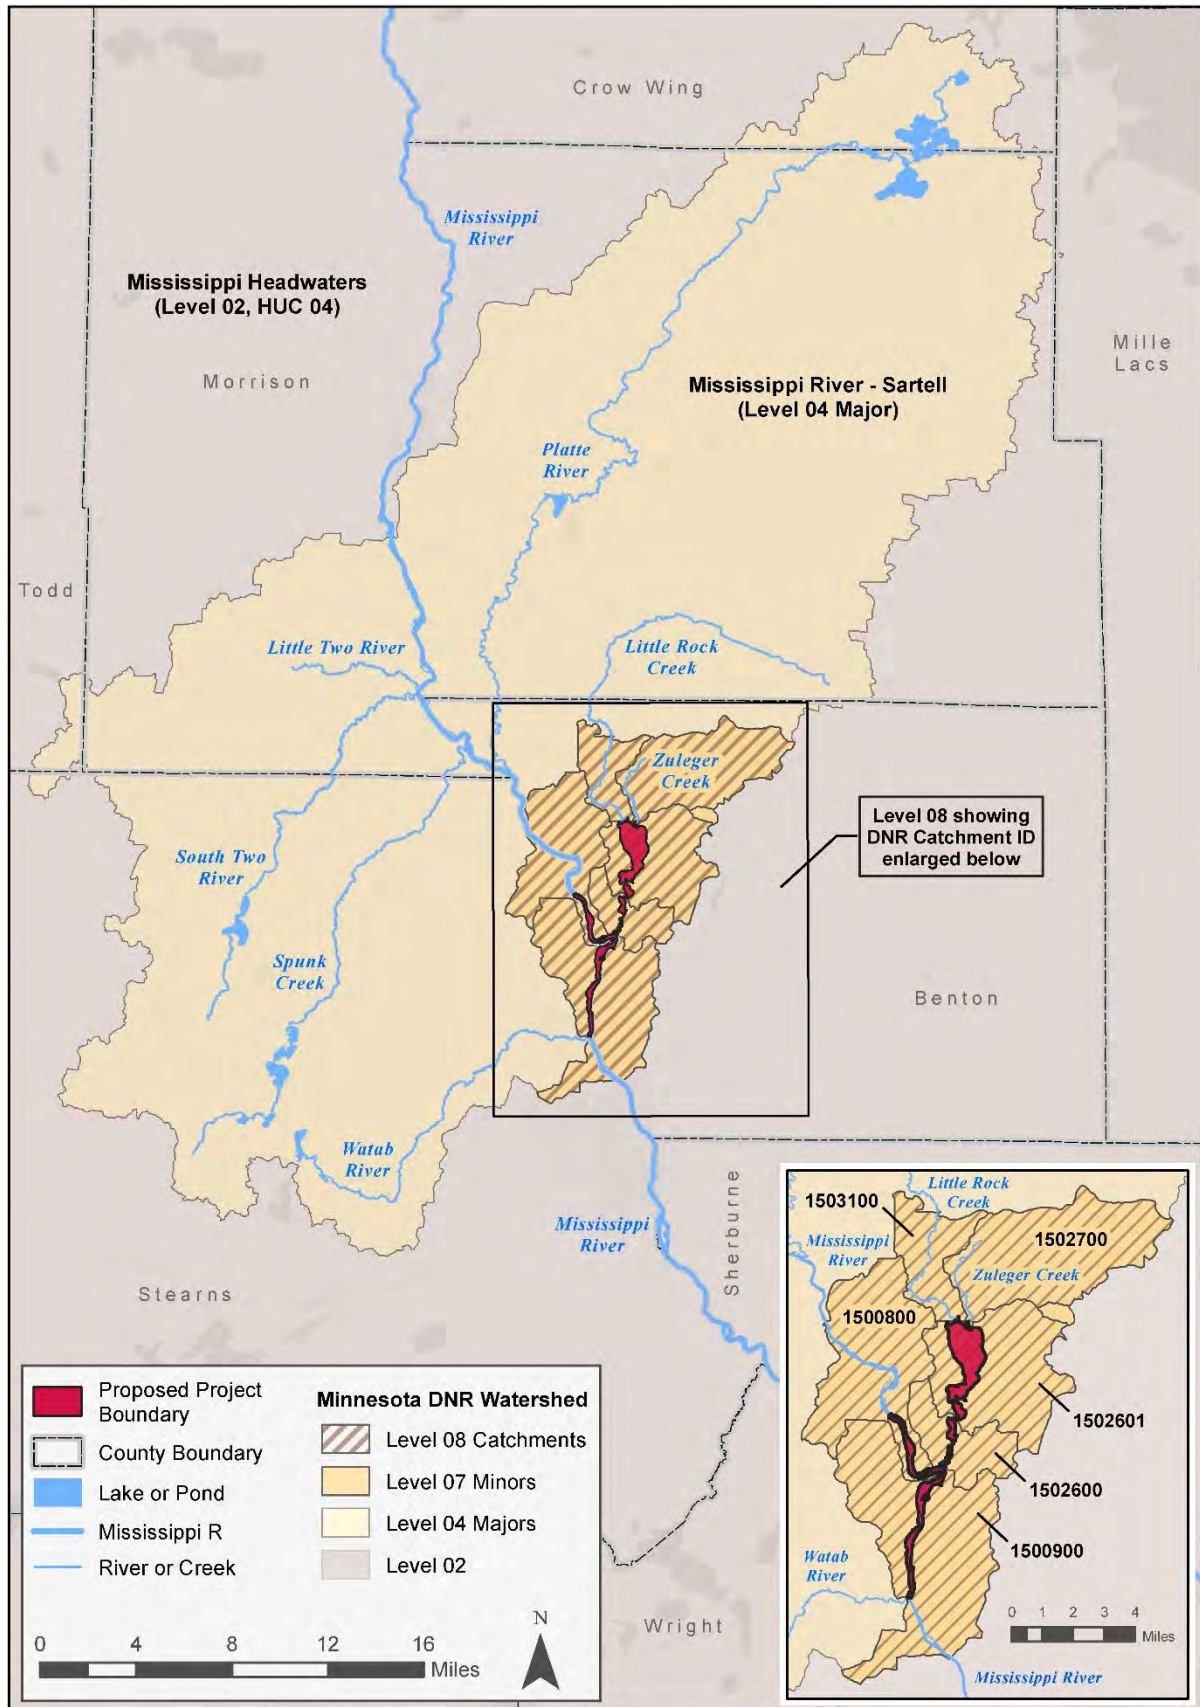 Crow Wing
Mississippi
River
Mississippi Headwaters
(Level 02, HUC 04)
Morrison
Mille
Lacs
Mississippi River - Sartell
(Level 04 Major)
Platte
River
Todd
Little Two River
Little Rock
Creek
Zuleger
Creek
Level 08 showing
DNR Catchment ID
enlarged below
South Two
River
Spunk
Creek
Benton
Watab
River
Mississippi
River
Sherburne
Stearns
Wright
Proposed Project
Boundary
County Boundary
Lake or Pond
Mississippi R
River or Creek
Minnesota DNR Watershed
Level 08 Catchments
Level 07 Minors
Level 04 Majors
Level 02
0 4 8 12 16
Miles
N
Little Rock
Creek
1503100
Mississippi
River
1502700
Zuleger Creek
1500800
1502601
1502600
1500900
Watab
River
0 1 2 3 4
Miles
Mississippi River